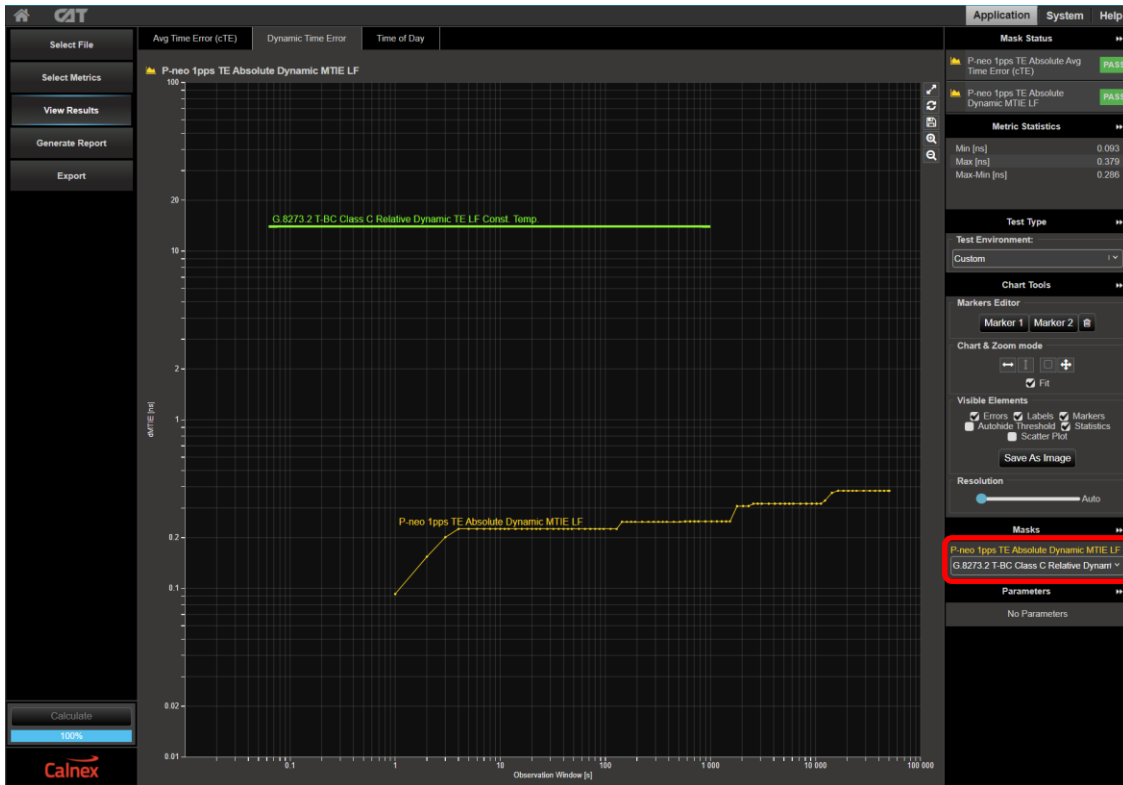 CAT
Application System Help
Select File
Select Metrics
View Results
Generate Report
Export
Calculate
100%
Calnex
Avg Time Error (cTE) Dynamic Time Error Time of Day
P-neo 1pps TE Absolute Dynamic MTIE LF
100
20
10
2
1
0.2
0.1
0.02
0.01
dMTIE [ns]
G.8273.2 T-BC Class C Relative Dynamic TE LF Const. Temp.
P-neo 1pps TE Absolute Dynamic MTIE LF
0.1 1 10 100 1 000 10 000 100 000
Observation Window [s]
Mask Status
P-neo 1pps TE Absolute Avg
Time Error (cTE)
PASS
P-neo 1pps TE Absolute
Dynamic MTIE LF
PASS
Metric Statistics
Min [ns] 0.093
Max [ns] 0.379
Max-Min [ns] 0.286
Test Type
Test Environment:
Custom
Chart Tools
Markers Editor
Marker 1 Marker 2
Chart & Zoom mode
Fit
Visible Elements
Errors Labels Markers
Autohide Threshold Statistics
Scatter Plot
Save As Image
Resolution
Auto
Masks
P-neo 1pps TE Absolute Dynamic MTIE LF
G.8273.2 T-BC Class C Relative Dynam
Parameters
No Parameters